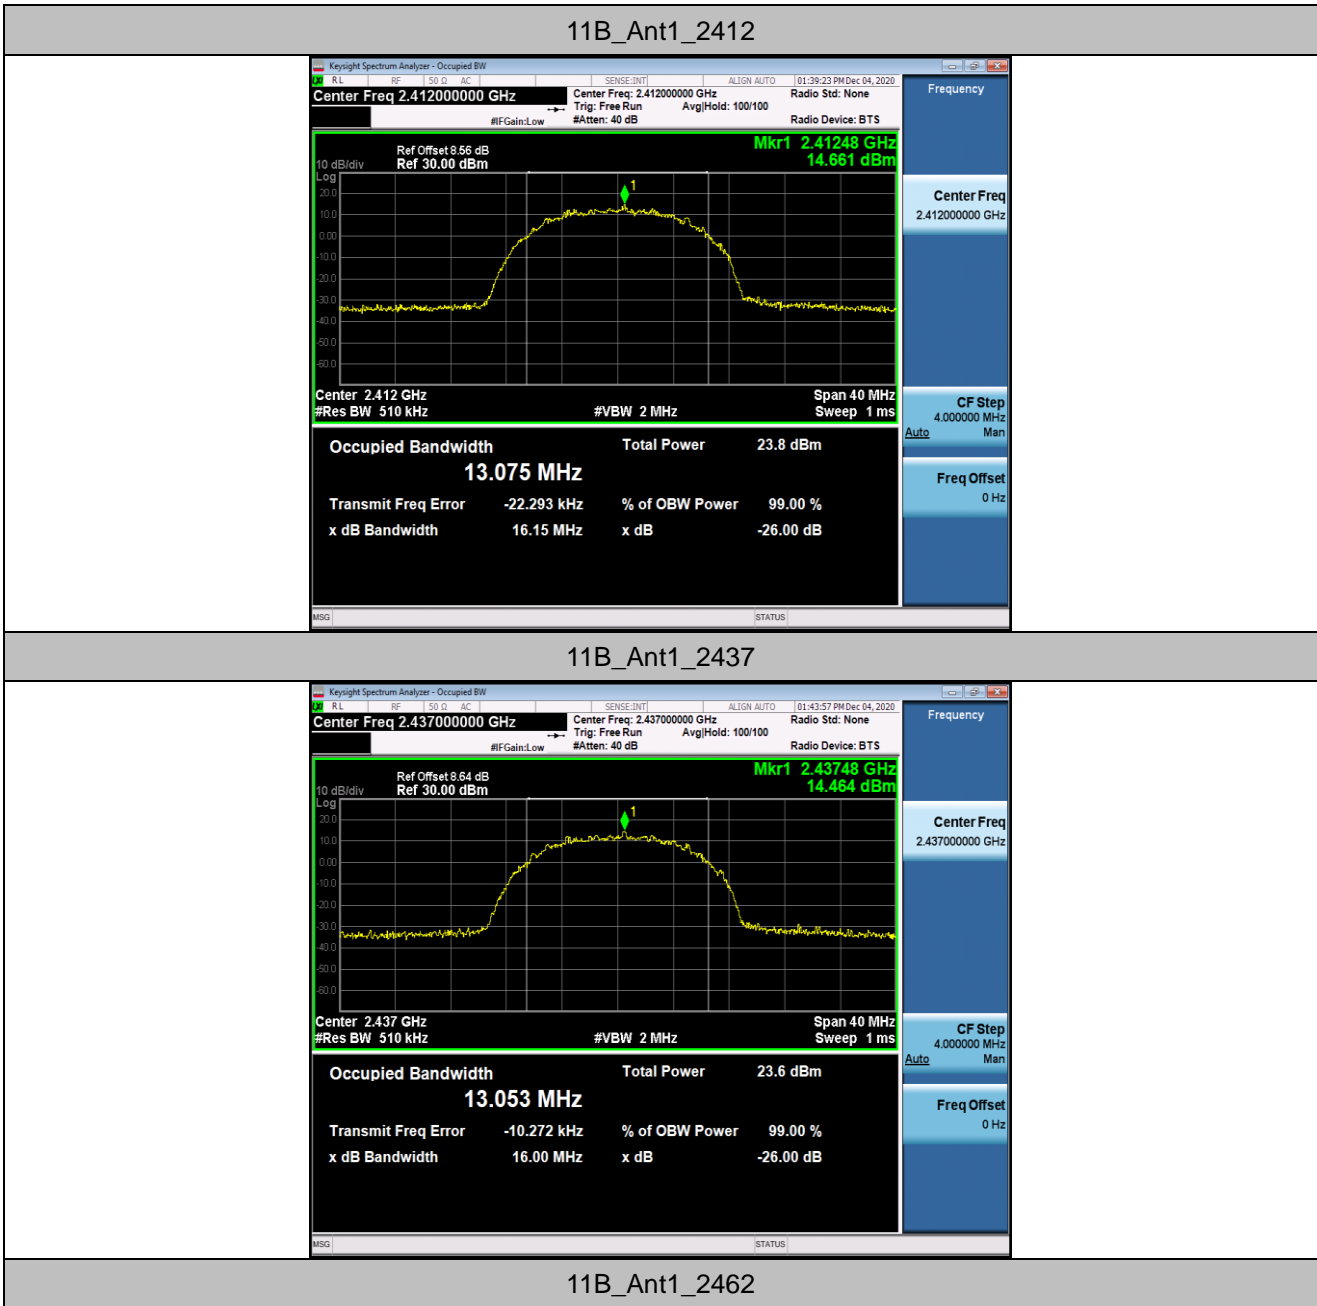 11B_Ant1_2412
Keysight Spectrum Analyzer - Occupied BW
RL RF 50 Ω AC SENSE:INT ALIGN AUTO 01:39:23 PM Dec 04, 2020
Center Freq 2.412000000 GHz Center Freq: 2.412000000 GHz Radio Std: None
Trig: Free Run Avg|Hold: 100/100
#IFGain:Low #Atten: 40 dB Radio Device: BTS
Frequency
Ref Offset 8.56 dB Mkr1 2.41248 GHz
10 dB/div Ref 30.00 dBm 14.661 dBm
Log
20.0
10.0
0.00
-10.0
-20.0
-30.0
-40.0
-50.0
-60.0
1
Center 2.412 GHz Span 40 MHz
#Res BW 510 kHz #VBW 2 MHz Sweep 1 ms
Center Freq
2.412000000 GHz
CF Step
4.000000 MHz
Auto Man
Freq Offset
0 Hz
Occupied Bandwidth Total Power 23.8 dBm
13.075 MHz
Transmit Freq Error -22.293 kHz % of OBW Power 99.00 %
x dB Bandwidth 16.15 MHz x dB -26.00 dB
MSG STATUS
11B_Ant1_2437
Keysight Spectrum Analyzer - Occupied BW
RL RF 50 Ω AC SENSE:INT ALIGN AUTO 01:43:57 PM Dec 04, 2020
Center Freq 2.437000000 GHz Center Freq: 2.437000000 GHz Radio Std: None
Trig: Free Run Avg|Hold: 100/100
#IFGain:Low #Atten: 40 dB Radio Device: BTS
Frequency
Ref Offset 8.64 dB Mkr1 2.43748 GHz
10 dB/div Ref 30.00 dBm 14.464 dBm
Log
20.0
10.0
0.00
-10.0
-20.0
-30.0
-40.0
-50.0
-60.0
1
Center 2.437 GHz Span 40 MHz
#Res BW 510 kHz #VBW 2 MHz Sweep 1 ms
Center Freq
2.437000000 GHz
CF Step
4.000000 MHz
Auto Man
Freq Offset
0 Hz
Occupied Bandwidth Total Power 23.6 dBm
13.053 MHz
Transmit Freq Error -10.272 kHz % of OBW Power 99.00 %
x dB Bandwidth 16.00 MHz x dB -26.00 dB
MSG STATUS
11B_Ant1_2462